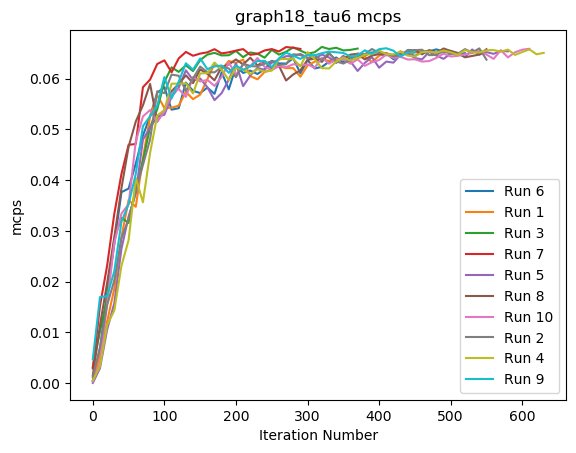 graph18_tau6 mcps
mcps
0.06
0.05
0.04
0.03
0.02
0.01
0.00
0
100
200
300
400
500
600
Iteration Number
Run 6
Run 1
Run 3
Run 7
Run 5
Run 8
Run 10
Run 2
Run 4
Run 9